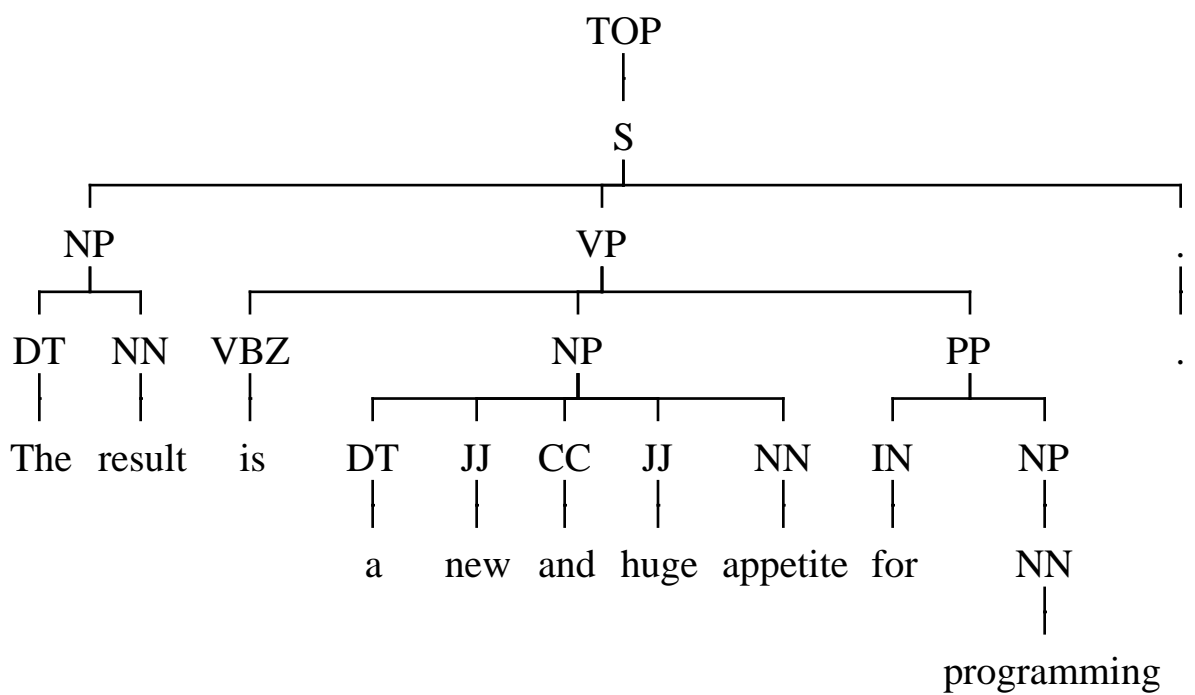 TOP
S
NP VP .
DT NN VBZ NP PP .
The result is DT JJ CC JJ NN IN NP
a new and huge appetite for NN
programming